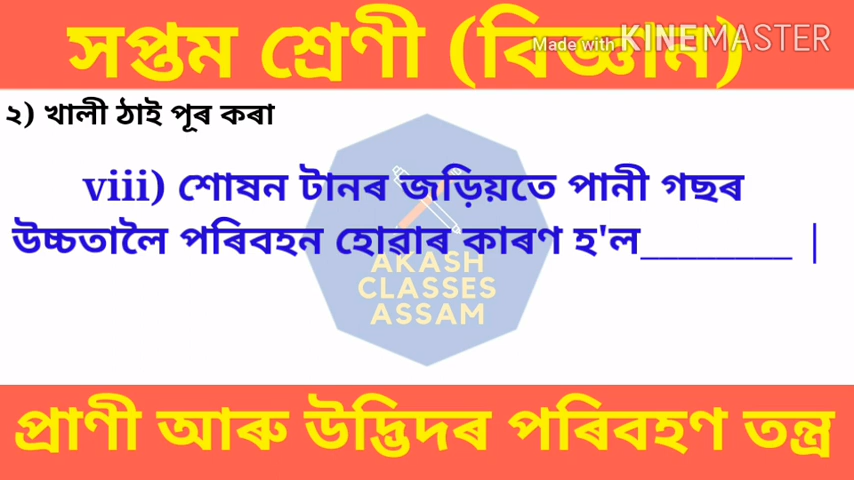 সপ্তম শ্ৰেণী (বিজ্ঞান)
Made with KINEMASTER
২) খালী ঠাই পূৰ কৰা
viii) শোষন টানৰ জড়িয়তে পানী গছৰ
উচ্চতালৈ পৰিবহন হোৱাৰ কাৰণ হ'ল________ |
AKASH
CLASSES
ASSAM
প্ৰাণী আৰু উদ্ভিদৰ পৰিবহণ তন্ত্ৰ